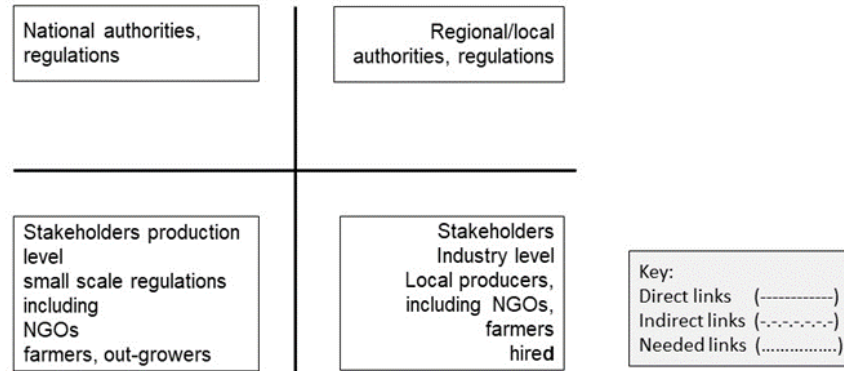 National authorities,
regulations
Regional/local
authorities, regulations
Stakeholders production
level
small scale regulations
including
NGOs
farmers, out-growers
Stakeholders
Industry level
Local producers,
including NGOs,
farmers
hired
Key:
Direct links (------------)
Indirect links (-.-.-.-.-.-.-)
Needed links (................)